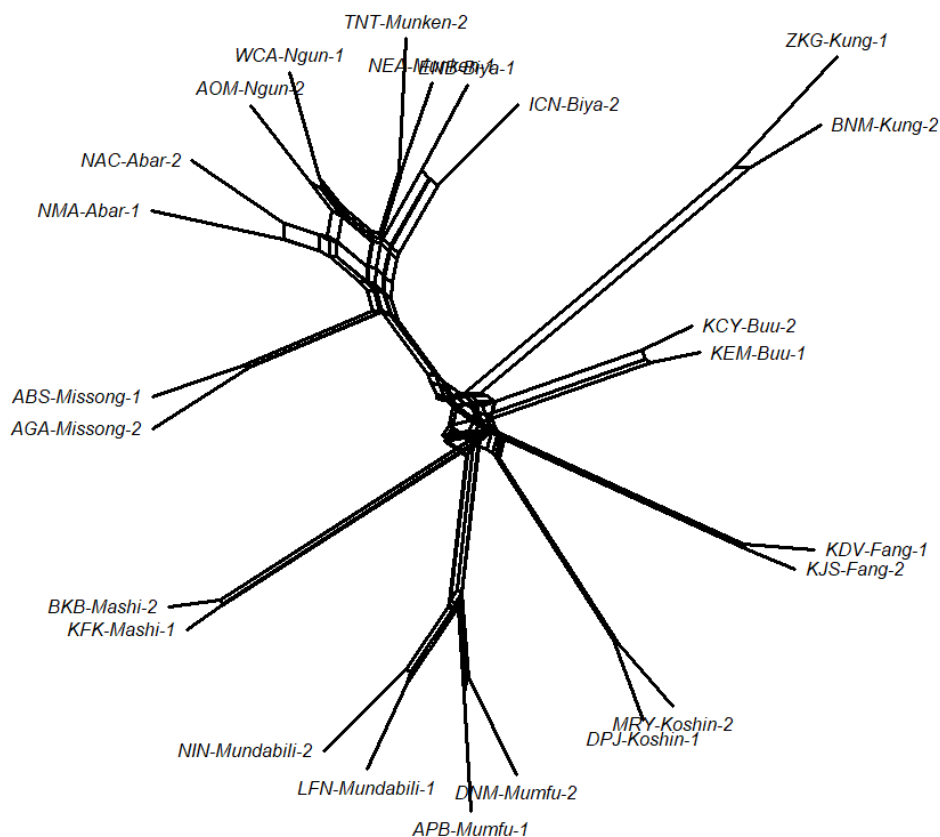 TNT-Munken-2
ZKG-Kung-1
WCA-Ngun-1
NEA-Munken-1
ENB-Biya-1
AOM-Ngun-2
ICN-Biya-2
BNM-Kung-2
NAC-Abar-2
NMA-Abar-1
KCY-Buu-2
KEM-Buu-1
ABS-Missong-1
AGA-Missong-2
KDV-Fang-1
KJS-Fang-2
BKB-Mashi-2
KFK-Mashi-1
MRY-Koshin-2
DPJ-Koshin-1
NIN-Mundabili-2
LFN-Mundabili-1
DNM-Mumfu-2
APB-Mumfu-1